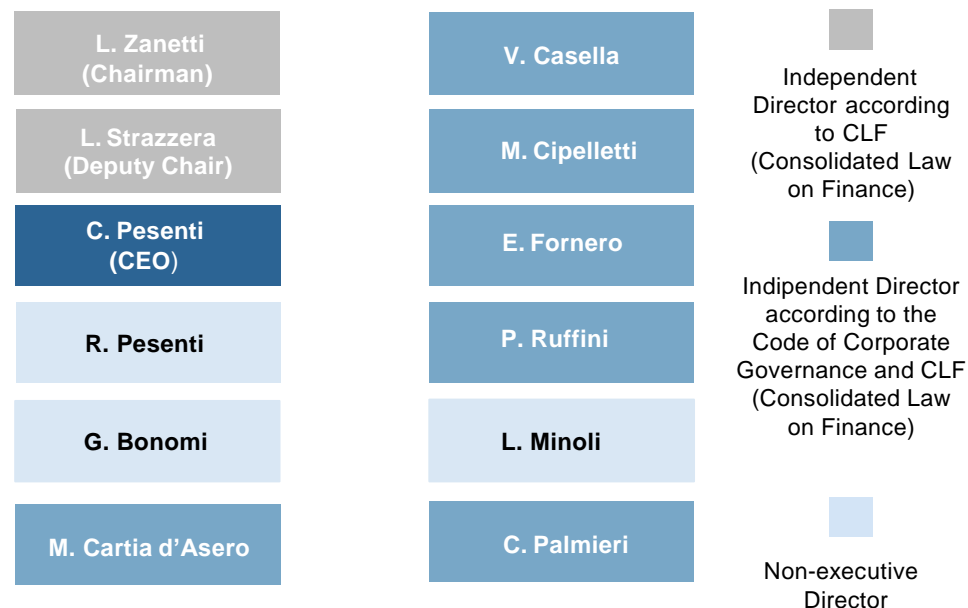 L. Zanetti
(Chairman)
L. Strazzera
(Deputy Chair)
C. Pesenti
(CEO)
R. Pesenti
G. Bonomi
M. Cartia d’Asero
V. Casella
M. Cipelletti
E. Fornero
P. Ruffini
L. Minoli
C. Palmieri
Independent
Director according
to CLF
(Consolidated Law
on Finance)
Indipendent Director
according to the
Code of Corporate
Governance and CLF
(Consolidated Law
on Finance)
Non-executive
Director